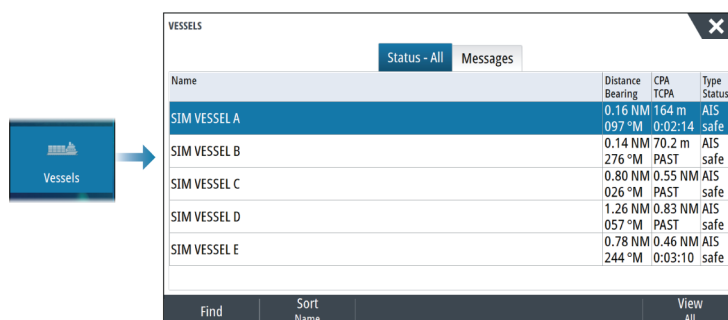 VESSELS
Status - All Messages
Name Distance CPA Type
Bearing TCPA Status
SIM VESSEL A 0.16 NM 164 m AIS
097 °M 0:02:14 safe
SIM VESSEL B 0.14 NM 70.2 m AIS
276 °M PAST safe
SIM VESSEL C 0.80 NM 0.55 NM AIS
026 °M PAST safe
SIM VESSEL D 1.26 NM 0.83 NM AIS
057 °M PAST safe
SIM VESSEL E 0.78 NM 0.46 NM AIS
244 °M 0:03:10 safe
Vessels
Find Sort View
Name All